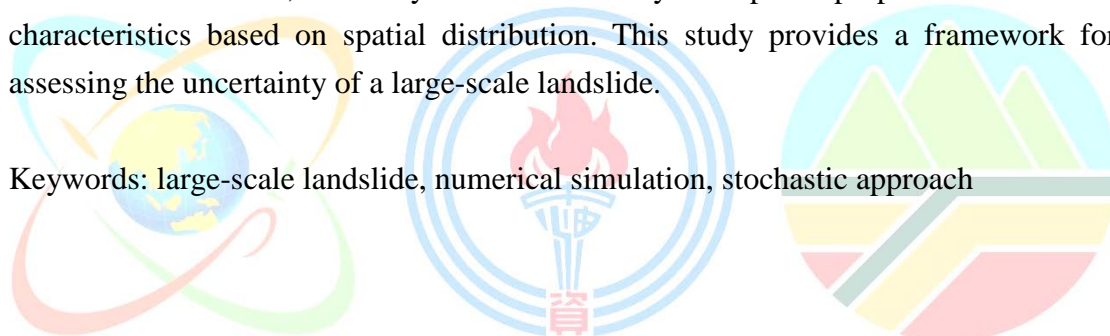 characteristics based on spatial distribution. This study provides a framework for
assessing the uncertainty of a large-scale landslide.
Keywords: large-scale landslide, numerical simulation, stochastic approach
資